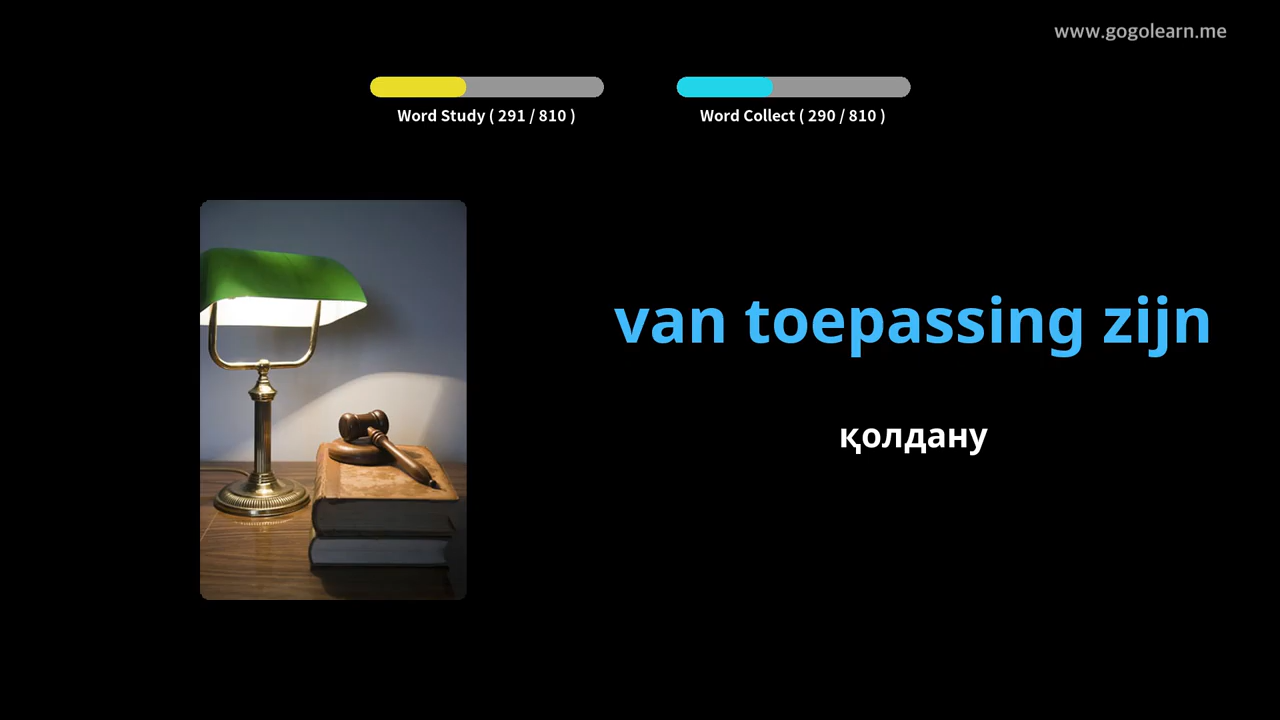 www.gogolearn.me
Word Study ( 291 / 810 )
Word Collect ( 290 / 810 )
van toepassing zijn
қолдану